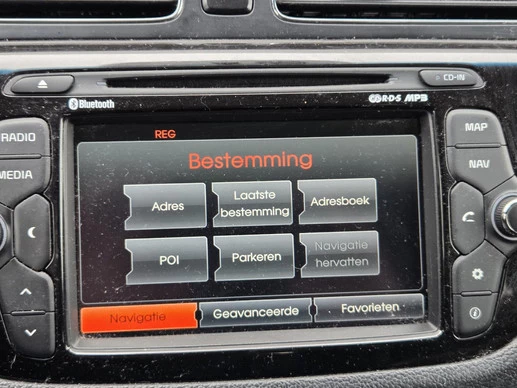 CD-IN
Bluetooth
R·D·S MP3
RADIO
MEDIA
MAP
NAV
REG
Bestemming
Adres
Laatste
bestemming
Adresboek
POI
Parkeren
Navigatie
hervatten
Navigatie
Geavanceerde
Favorieten